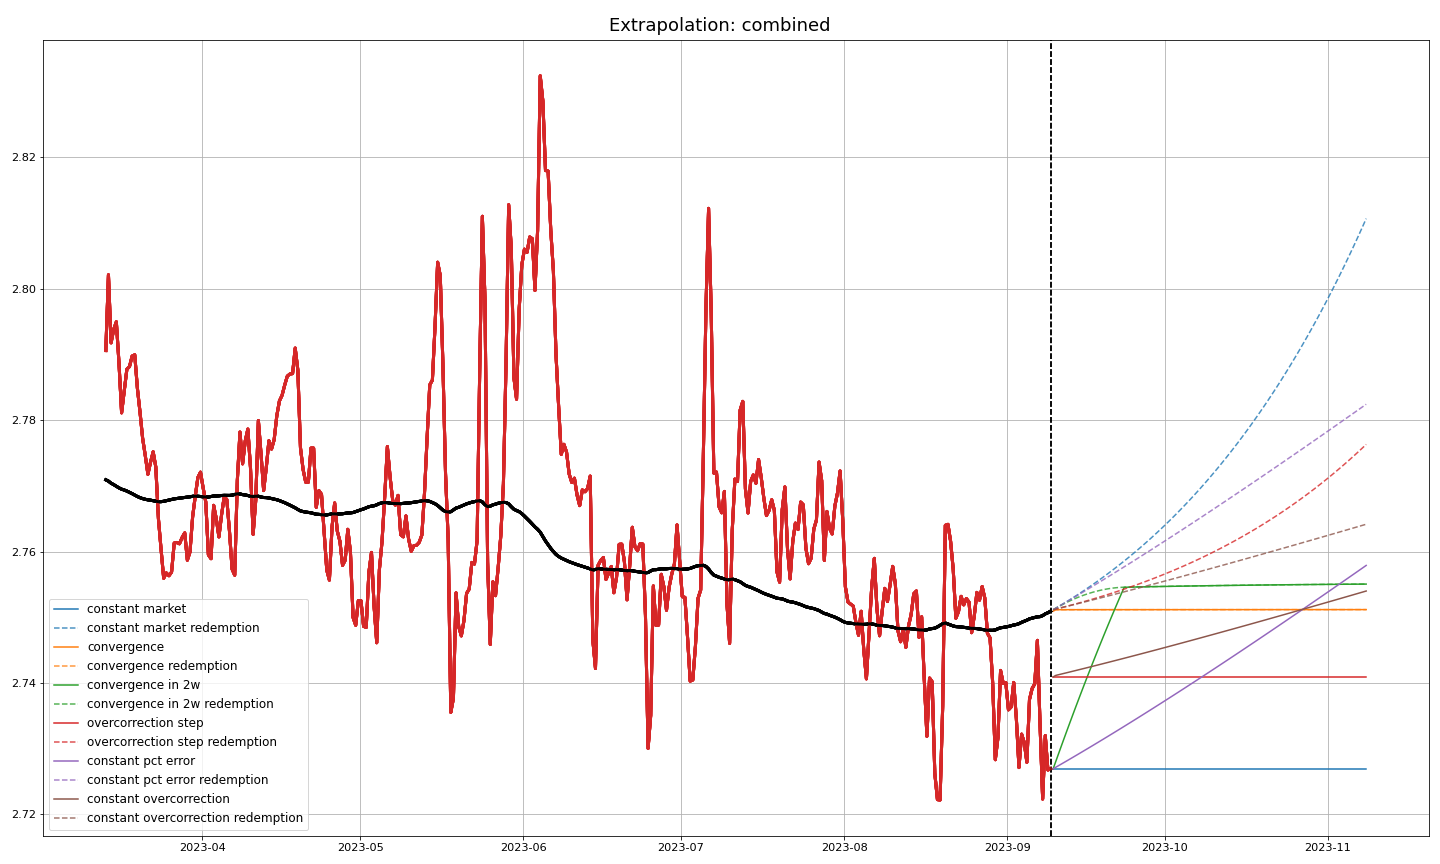 Extrapolation: combined
2.82
2.80
2.78
2.76
2.74
2.72
constant market
constant market redemption
convergence
convergence redemption
convergence in 2w
convergence in 2w redemption
overcorrection step
overcorrection step redemption
constant pct error
constant pct error redemption
constant overcorrection
constant overcorrection redemption
2023-04 2023-05 2023-06 2023-07 2023-08 2023-09 2023-10 2023-11